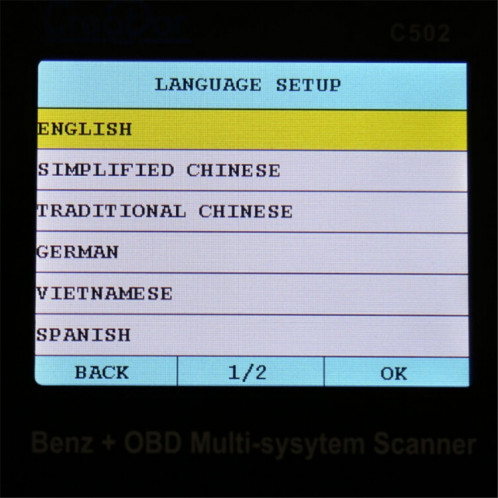 C502
LANGUAGE SETUP
ENGLISH
SIMPLIFIED CHINESE
TRADITIONAL CHINESE
GERMAN
VIETNAMESE
SPANISH
BACK 1/2 OK
Benz + OBD Multi-sysytem Scanner